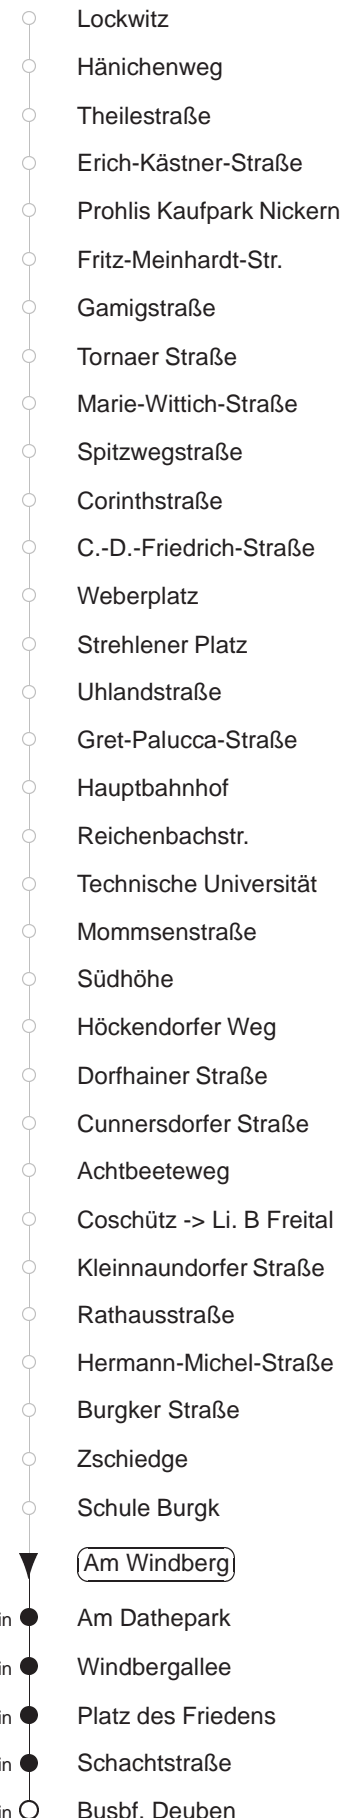 Lockwitz
Hänichenweg
Theilestraße
Erich-Kästner-Straße
Prohlis Kaufpark Nickern
Fritz-Meinhardt-Str.
Gamigstraße
Tornaer Straße
Marie-Wittich-Straße
Spitzwegstraße
Corinthstraße
C.-D.-Friedrich-Straße
Weberplatz
Strehlener Platz
Uhlandstraße
Gret-Palucca-Straße
Hauptbahnhof
Reichenbachstr.
Technische Universität
Mommsenstraße
Südhöhe
Höckendorfer Weg
Dorfhainer Straße
Cunnersdorfer Straße
Achtbeeteweg
Coschütz -> Li. B Freital
Kleinnaundorfer Straße
Rathausstraße
Hermann-Michel-Straße
Burgker Straße
Zschiedge
Schule Burgk
Am Windberg
Am Dathepark
Windbergallee
Platz des Friedens
Schachtstraße
Busbf. Deuben